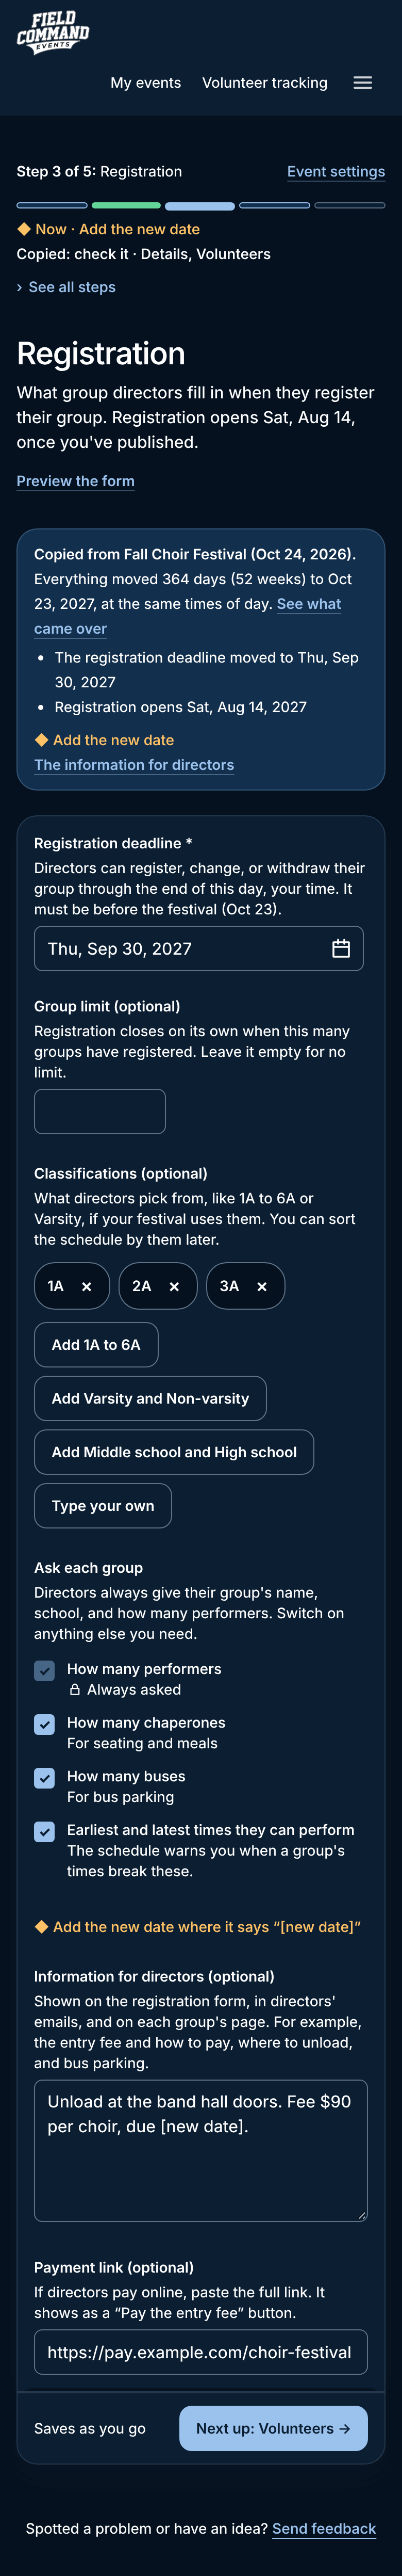 FIELD
COMMAND
EVENTS
My events Volunteer tracking
Step 3 of 5: Registration Event settings
◆ Now · Add the new date
Copied: check it · Details, Volunteers
› See all steps
Registration
What group directors fill in when they register
their group. Registration opens Sat, Aug 14,
once you've published.
Preview the form
Copied from Fall Choir Festival (Oct 24, 2026).
Everything moved 364 days (52 weeks) to Oct
23, 2027, at the same times of day. See what
came over
• The registration deadline moved to Thu, Sep
30, 2027
• Registration opens Sat, Aug 14, 2027
◆ Add the new date
The information for directors
Registration deadline *
Directors can register, change, or withdraw their
group through the end of this day, your time. It
must be before the festival (Oct 23).
Thu, Sep 30, 2027
Group limit (optional)
Registration closes on its own when this many
groups have registered. Leave it empty for no
limit.
Classifications (optional)
What directors pick from, like 1A to 6A or
Varsity, if your festival uses them. You can sort
the schedule by them later.
1A × 2A × 3A ×
Add 1A to 6A
Add Varsity and Non-varsity
Add Middle school and High school
Type your own
Ask each group
Directors always give their group's name,
school, and how many performers. Switch on
anything else you need.
How many performers
Always asked
How many chaperones
For seating and meals
How many buses
For bus parking
Earliest and latest times they can perform
The schedule warns you when a group's
times break these.
◆ Add the new date where it says “[new date]”
Information for directors (optional)
Shown on the registration form, in directors'
emails, and on each group's page. For example,
the entry fee and how to pay, where to unload,
and bus parking.
Unload at the band hall doors. Fee $90
per choir, due [new date].
Payment link (optional)
If directors pay online, paste the full link. It
shows as a “Pay the entry fee” button.
https://pay.example.com/choir-festival
Saves as you go Next up: Volunteers →
Spotted a problem or have an idea? Send feedback